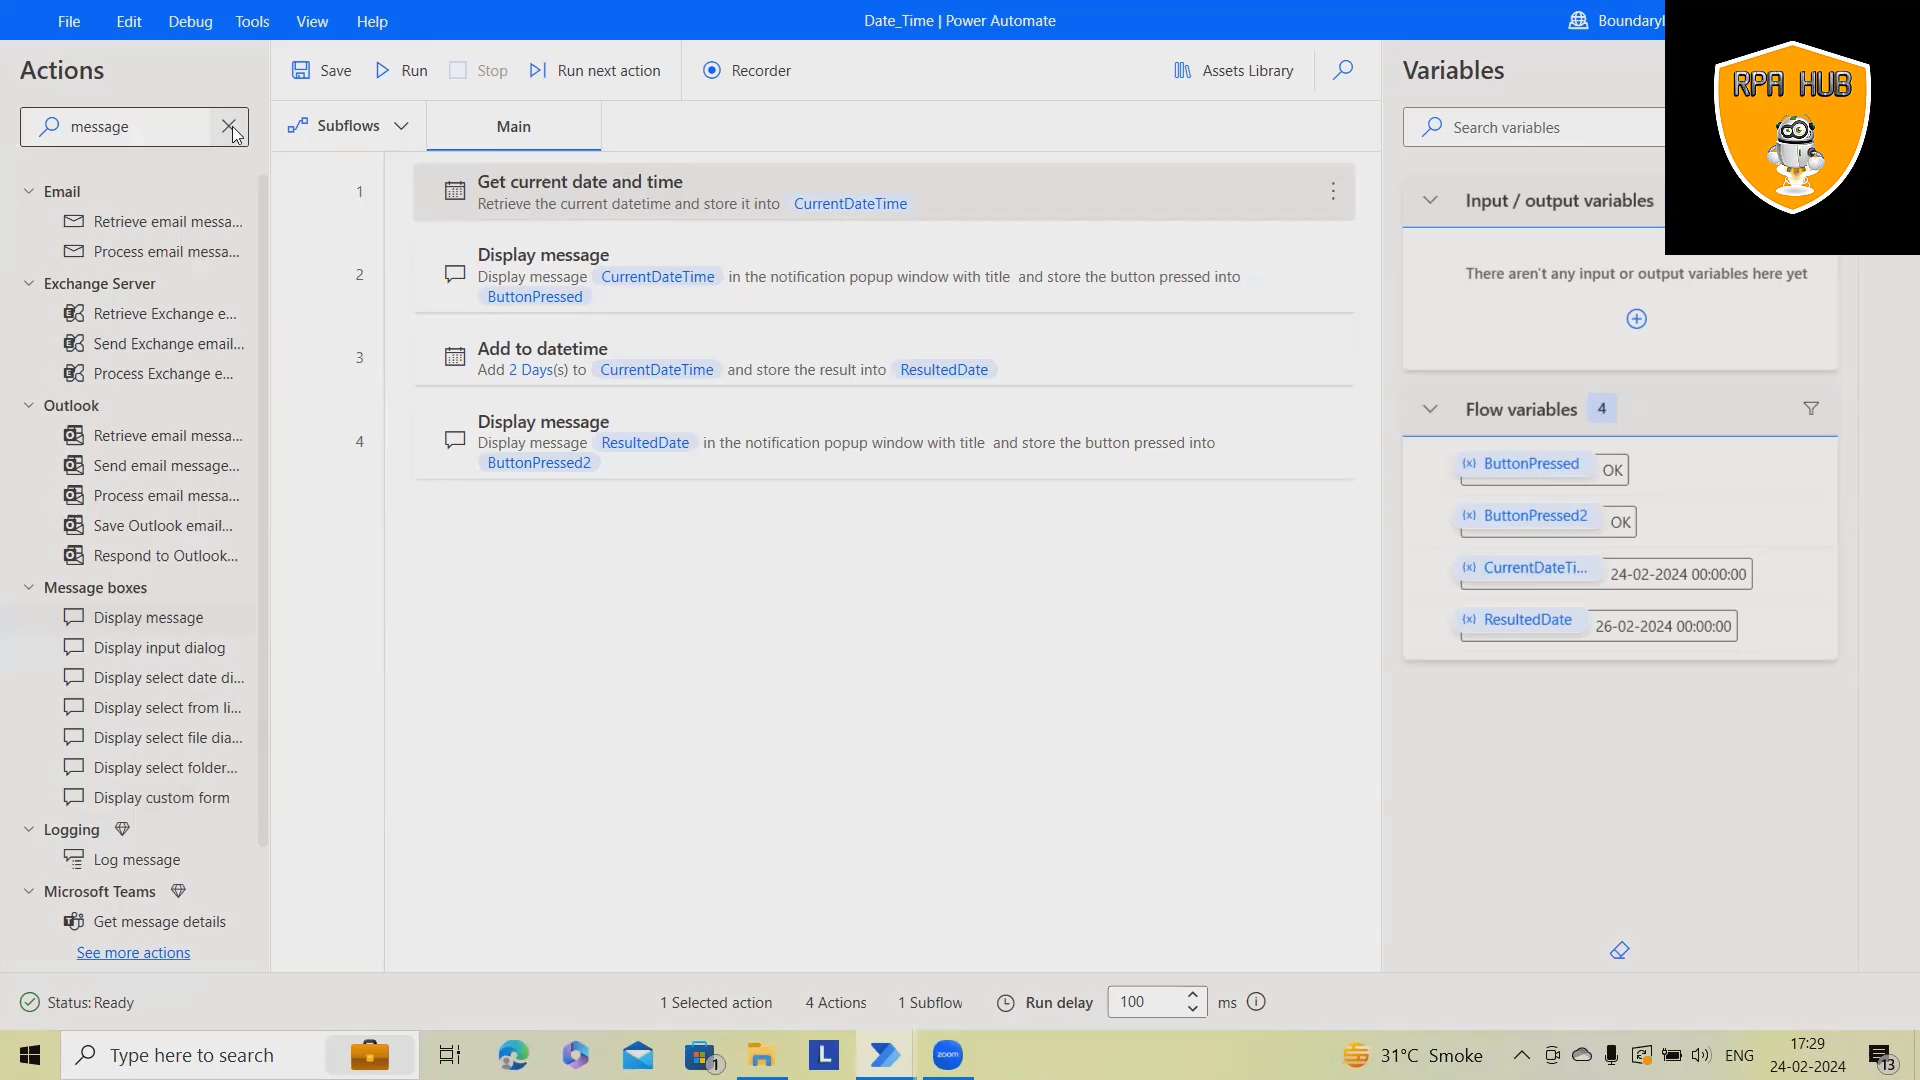 File Edit Debug Tools View Help
Date_Time | Power Automate
Boundaryl
RPA HUB
Actions
Save Run Stop Run next action Recorder
Assets Library
Variables
message
Subflows
Main
Search variables
Email
Retrieve email messa...
Process email messa...
Exchange Server
Retrieve Exchange e...
Send Exchange email...
Process Exchange e...
Outlook
Retrieve email messa...
Send email message...
Process email messa...
Save Outlook email...
Respond to Outlook...
Message boxes
Display message
Display input dialog
Display select date di...
Display select from li...
Display select file dia...
Display select folder...
Display custom form
Logging
Log message
Microsoft Teams
Get message details
See more actions
1
Get current date and time
Retrieve the current datetime and store it into CurrentDateTime
2
Display message
Display message CurrentDateTime in the notification popup window with title and store the button pressed into
ButtonPressed
3
Add to datetime
Add 2 Days(s) to CurrentDateTime and store the result into ResultedDate
4
Display message
Display message ResultedDate in the notification popup window with title and store the button pressed into
ButtonPressed2
Input / output variables
There aren't any input or output variables here yet
Flow variables 4
(x) ButtonPressed OK
(x) ButtonPressed2 OK
(x) CurrentDateTi... 24-02-2024 00:00:00
(x) ResultedDate 26-02-2024 00:00:00
Status: Ready
1 Selected action 4 Actions 1 Subflow Run delay 100 ms
Type here to search
1
L
zoom
31°C Smoke
ENG
17:29
24-02-2024
13